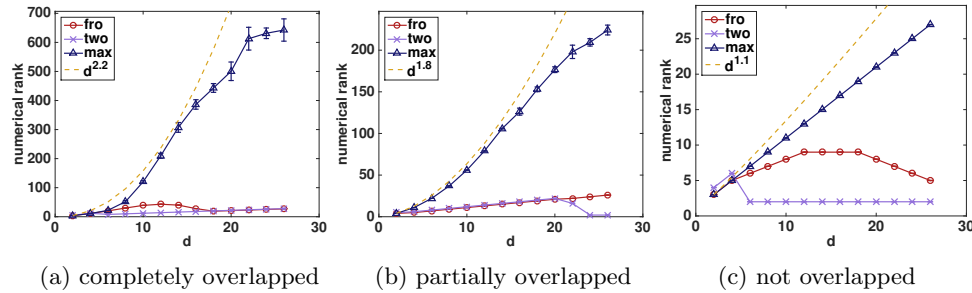 700
600
500
400
300
200
100
0
numerical rank
fro
two
max
d^2.2
0 10 20 30
d
(a) completely overlapped
200
150
100
50
0
numerical rank
fro
two
max
d^1.8
0 10 20 30
d
(b) partially overlapped
25
20
15
10
5
0
numerical rank
fro
two
max
d^1.1
0 10 20 30
d
(c) not overlapped